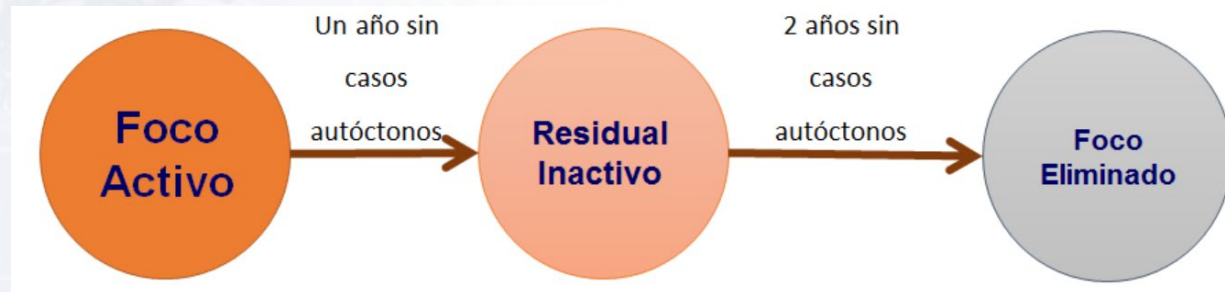 Un año sin
casos
autóctonos
2 años sin
casos
autóctonos
Foco
Activo
Residual
Inactivo
Foco
Eliminado